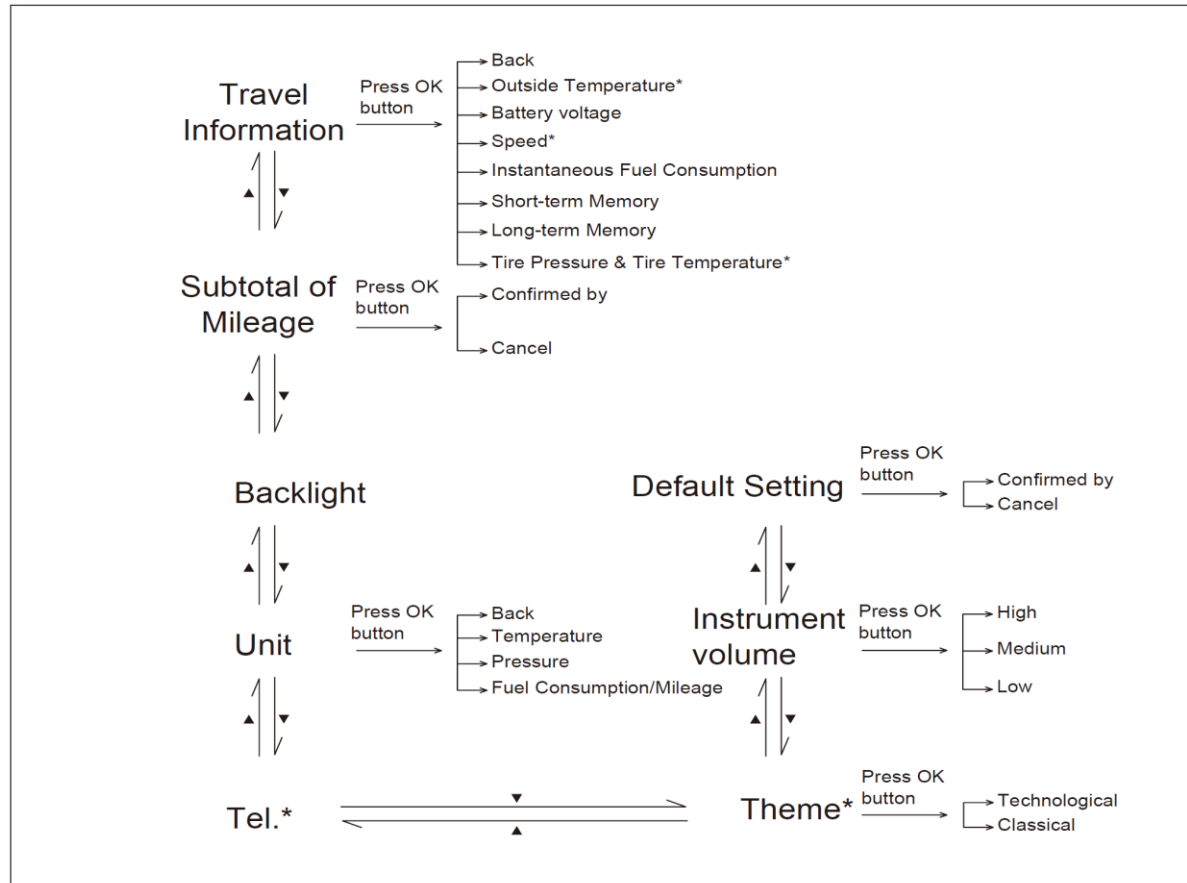 Travel
Information
Press OK
button
Back
Outside Temperature*
Battery voltage
Speed*
Instantaneous Fuel Consumption
Short-term Memory
Long-term Memory
Tire Pressure & Tire Temperature*
▲ ▼
Subtotal of
Mileage
Press OK
button
Confirmed by
Cancel
▲ ▼
Backlight
▲ ▼
Unit
Press OK
button
Back
Temperature
Pressure
Fuel Consumption/Mileage
▲ ▼
Tel.*
▼
▲
Default Setting
Press OK
button
Confirmed by
Cancel
▲ ▼
Instrument
volume
Press OK
button
High
Medium
Low
▲ ▼
Theme*
Press OK
button
Technological
Classical